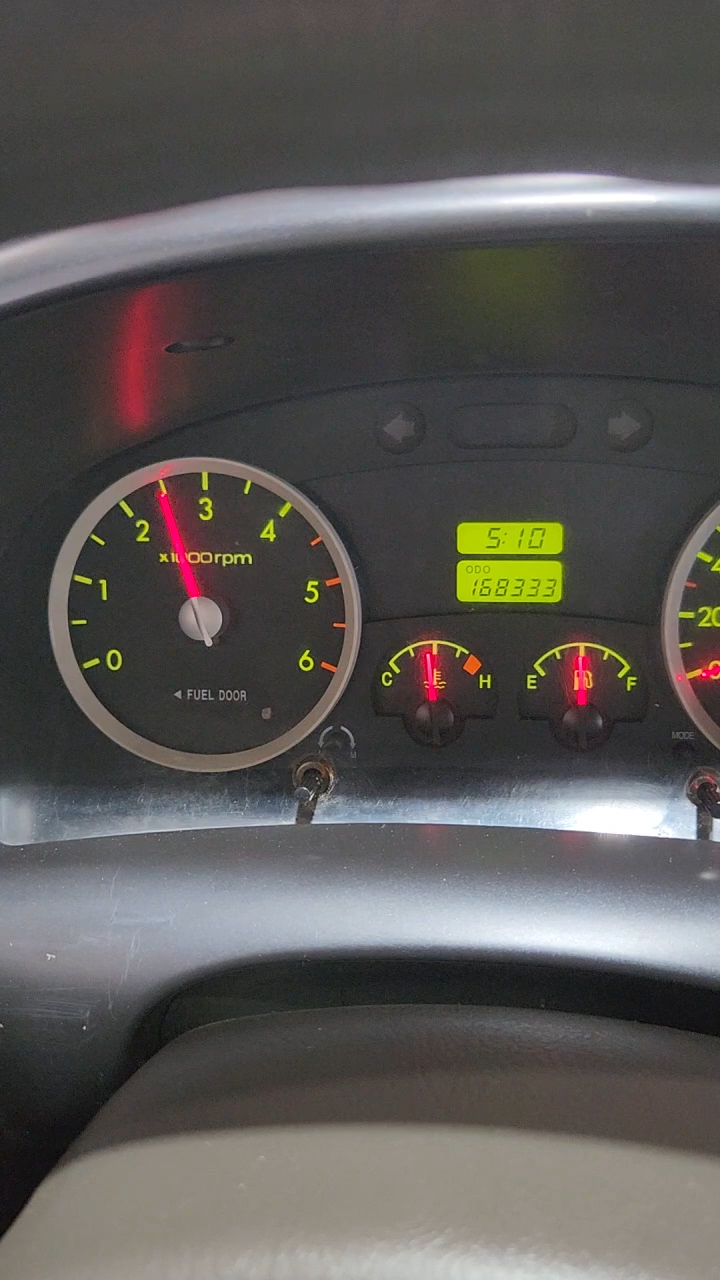 5:10
ODO
168333
0
1
2
3
4
5
6
x1000rpm
◄ FUEL DOOR
C
H
E
F
MODE
20